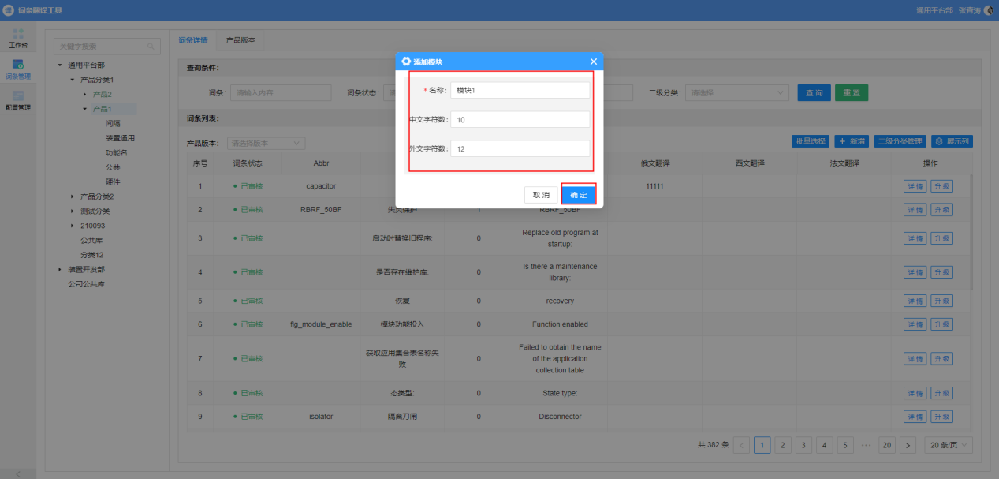 译 词条翻译工具
通用平台部 , 张青涛
工作台
词条管理
配置管理
关键字搜索
通用平台部
产品分类1
产品2
产品1
间隔
装置通用
功能名
公共
硬件
产品分类2
测试分类
210093
公共库
分类12
装置开发部
公司公共库
词条详情 产品版本
查询条件：
词条: 请输入内容 词条状态: 二级分类: 请选择 查 询 重 置
词条列表：
产品版本: 请选择版本 批量选择 + 新增 二级分类管理 展示列
序号 词条状态 Abbr 俄文翻译 西文翻译 法文翻译 操作
1 已审核 capacitor 11111 详 情 升 级
2 已审核 RBRF_50BF 失灵保护 1 RBRF_50BF 详 情 升 级
3 已审核 启动时替换旧程序: 0 Replace old program at
startup: 详 情 升 级
4 已审核 是否存在维护库: 0 Is there a maintenance
library: 详 情 升 级
5 已审核 恢复 0 recovery 详 情 升 级
6 已审核 flg_module_enable 模块功能投入 0 Function enabled 详 情 升 级
7 已审核 获取应用集合表名称失
败 0 Failed to obtain the name
of the application
collection table 详 情 升 级
8 已审核 态类型: 0 State type: 详 情 升 级
9 已审核 isolator 隔离刀闸 0 Disconnector 详 情 升 级
共 382 条 < 1 2 3 4 5 ••• 20 > 20 条/页
添加模块
* 名称: 模块1
中文字符数: 10
外文字符数: 12
取 消 确 定